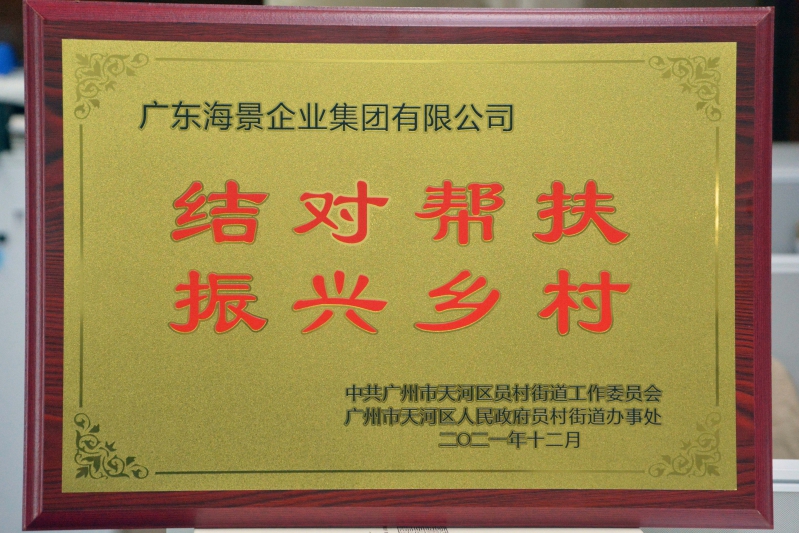 广东海景企业集团有限公司
结对帮扶
振兴乡村
中共广州市天河区员村街道工作委员会
广州市天河区人民政府员村街道办事处
二〇二一年十二月